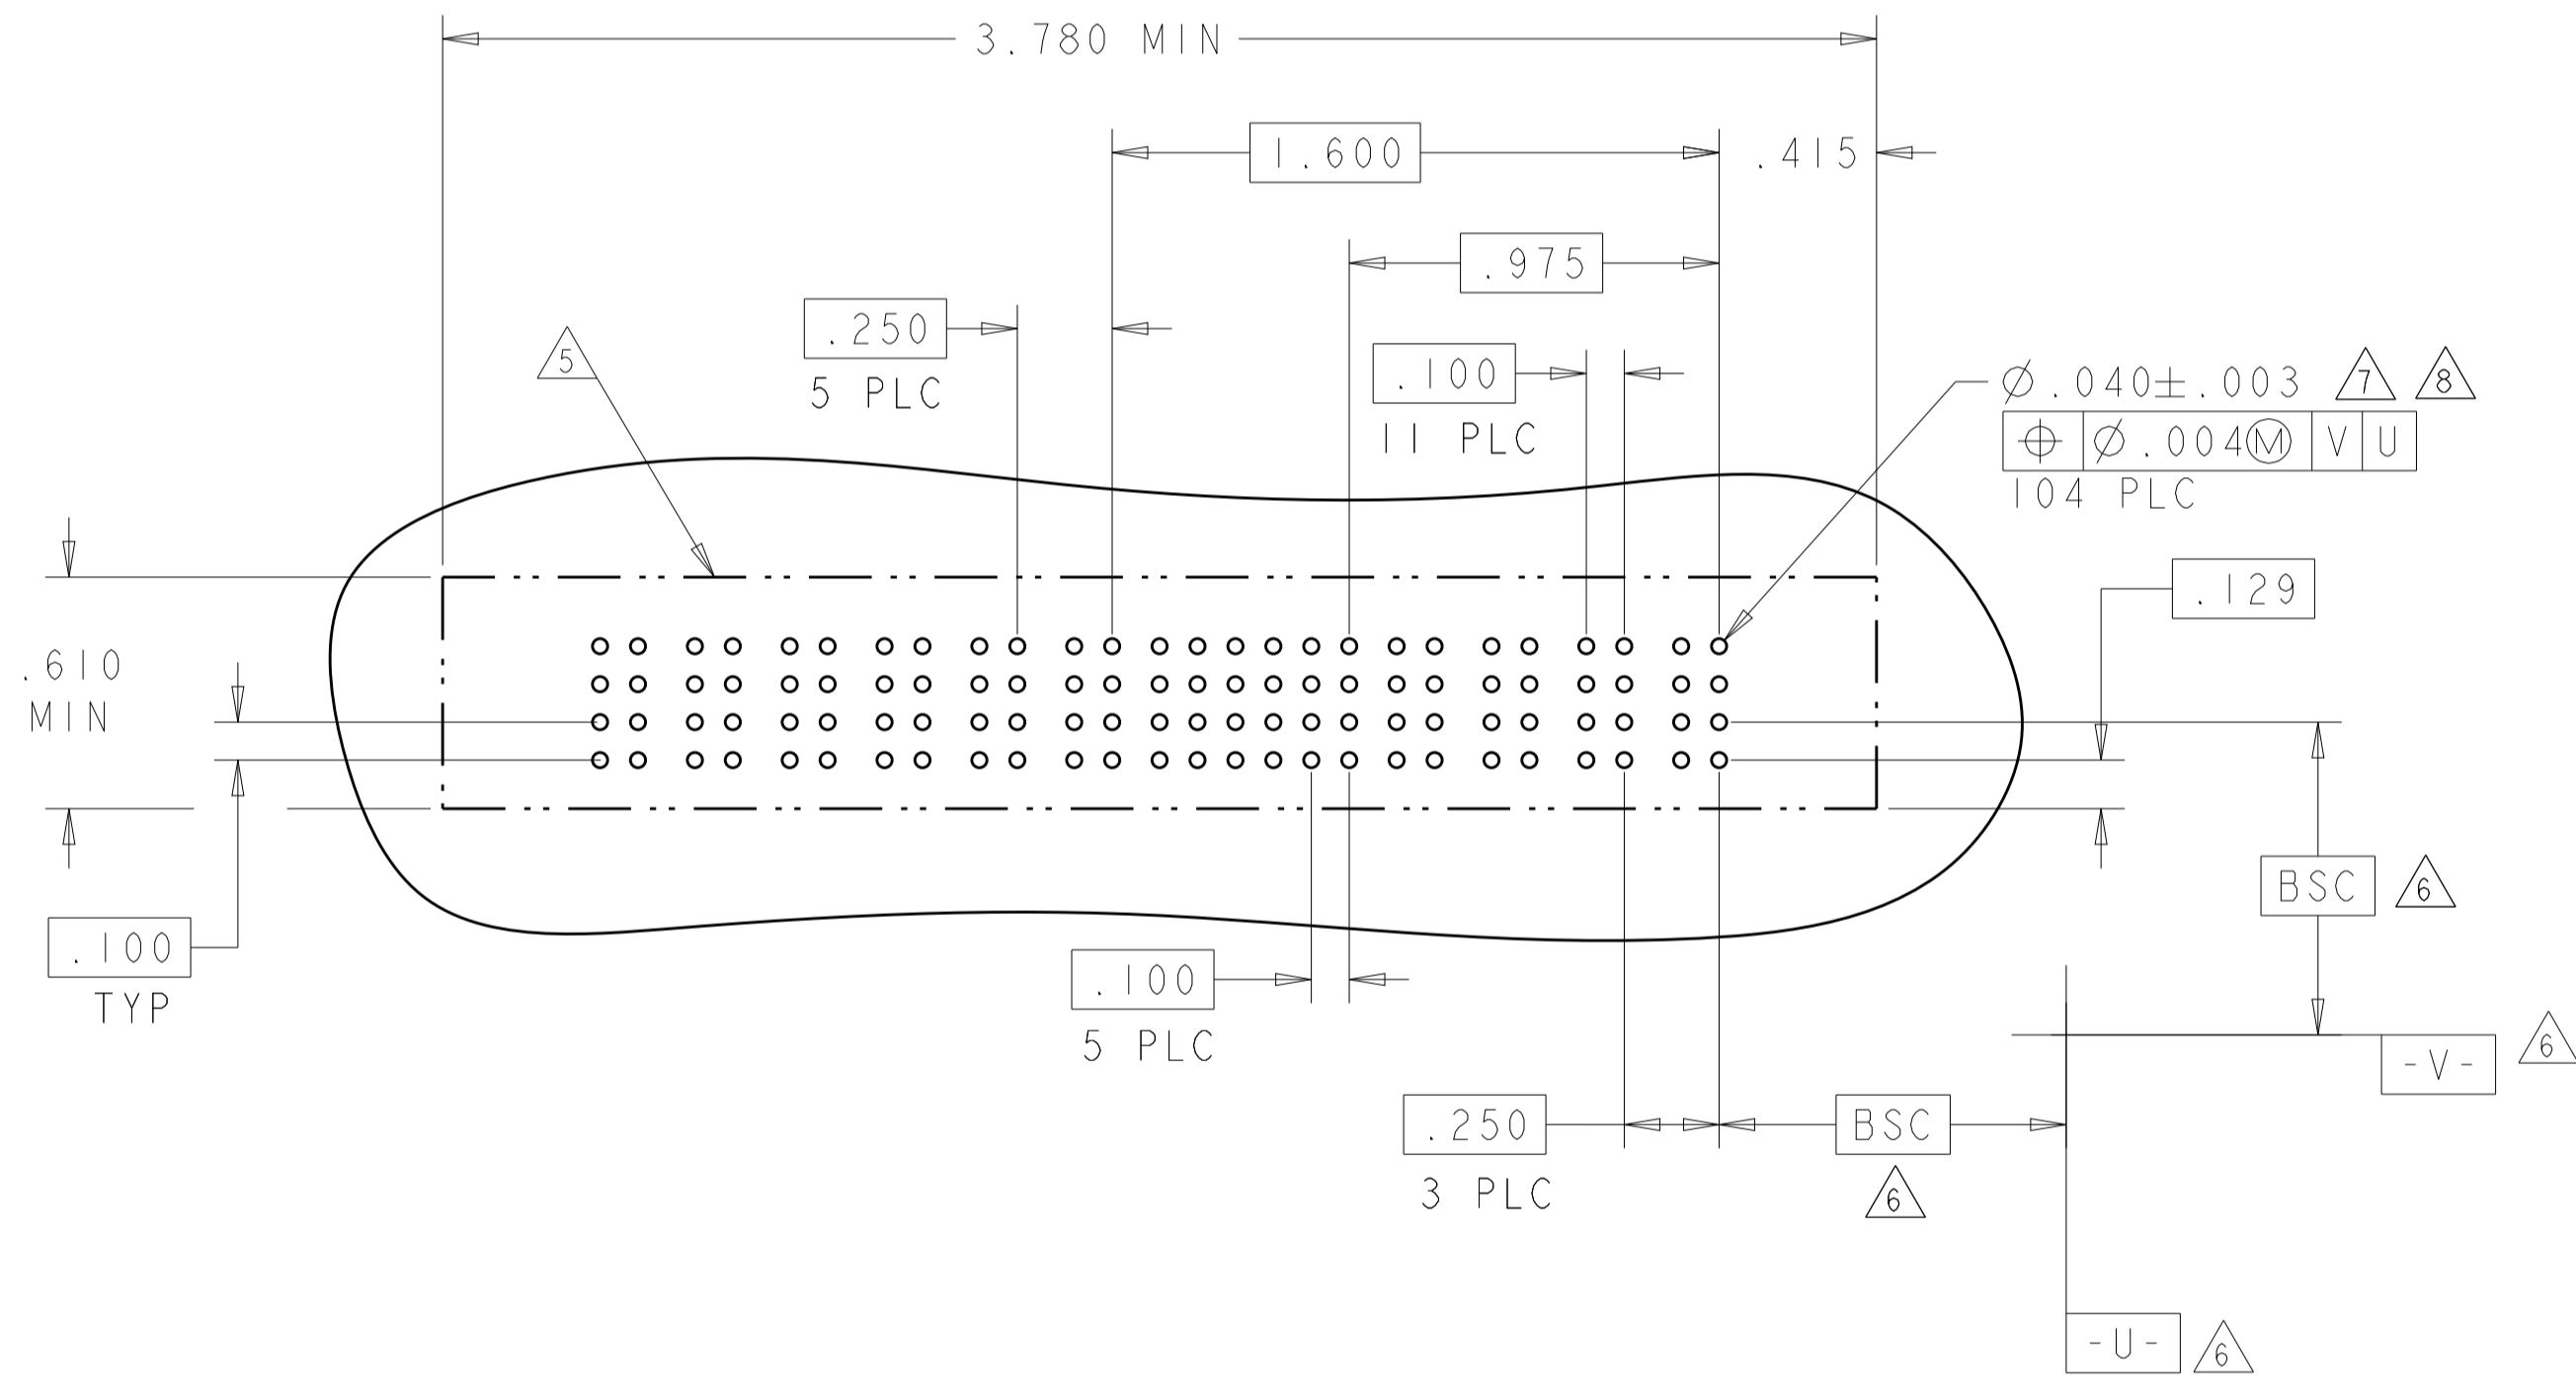 3.780 MIN
1.600
.415
.975
.250
5 PLC
.100
11 PLC
5
Ø.040±.003 7 8
⌖ Ø.004Ⓜ V U
104 PLC
.129
.610
MIN
BSC 6
.100
TYP
.100
5 PLC
-V- 6
.250
3 PLC
BSC
6
-U- 6